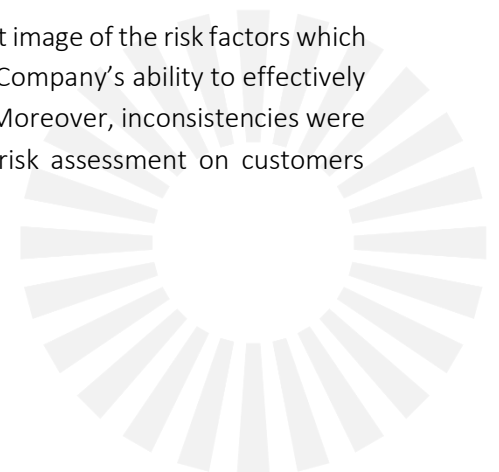 t image of the risk factors which
Company’s ability to effectively
Moreover, inconsistencies were
risk assessment on customers